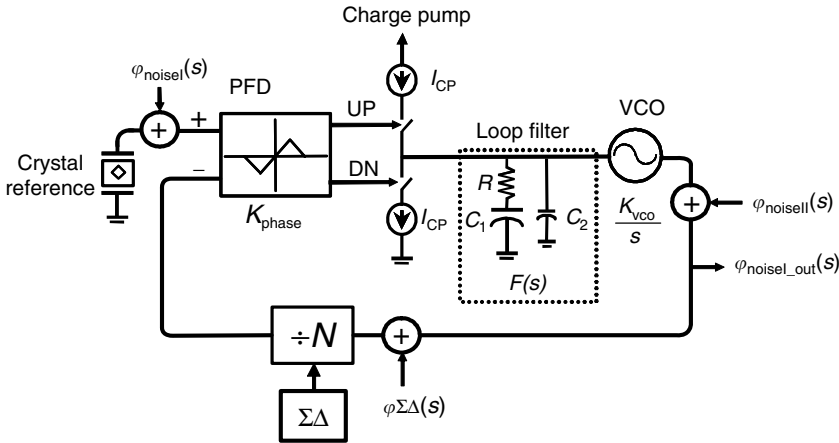 Charge pump
φnoiseI(s)
PFD
ICP
UP
VCO
+
+
Loop filter
Crystal
reference
−
DN
R
Kphase
ICP
C1
C2
Kvco
s
+
φnoiseII(s)
F(s)
φnoiseI_out(s)
÷N
+
ΣΔ
φΣΔ(s)